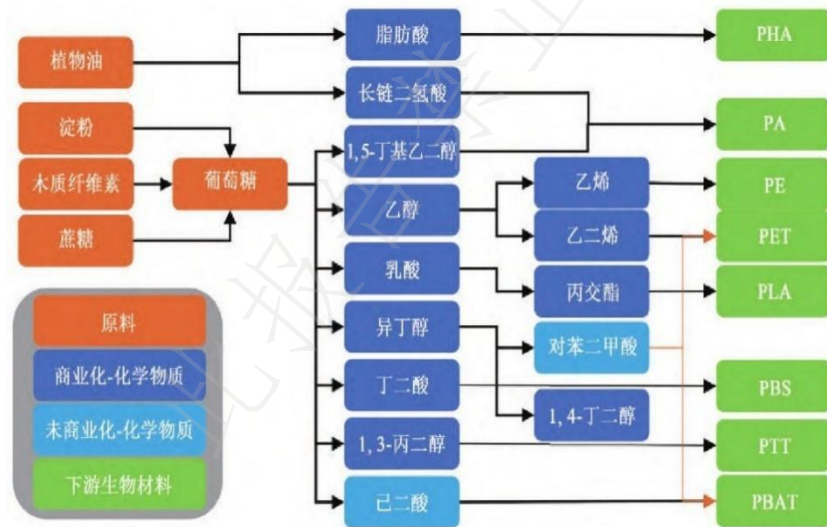 植物油
淀粉
木质纤维素
蔗糖
葡萄糖
脂肪酸
长链二氢酸
1,5-丁基乙二醇
乙醇
乳酸
异丁醇
丁二酸
1,3-丙二醇
己二酸
乙烯
乙二烯
丙交酯
对苯二甲酸
1,4-丁二醇
PHA
PA
PE
PET
PLA
PBS
PTT
PBAT
原料
商业化-化学物质
未商业化-化学物质
下游生物材料